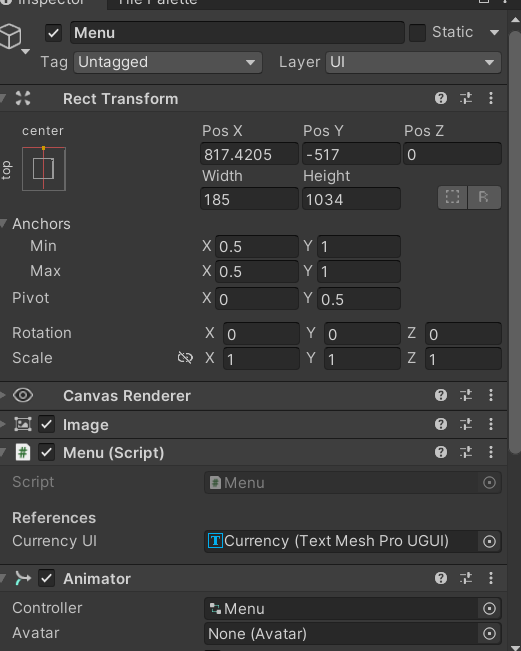 Inspector Tile Palette
Menu Static
Tag Untagged Layer UI
Rect Transform
center
Pos X Pos Y Pos Z
top
817.4205 -517 0
Width Height
185 1034 R
Anchors
Min X 0.5 Y 1
Max X 0.5 Y 1
Pivot X 0 Y 0.5
Rotation X 0 Y 0 Z 0
Scale X 1 Y 1 Z 1
Canvas Renderer
Image
# Menu (Script)
Script # Menu
References
Currency UI T Currency (Text Mesh Pro UGUI)
Animator
Controller Menu
Avatar None (Avatar)